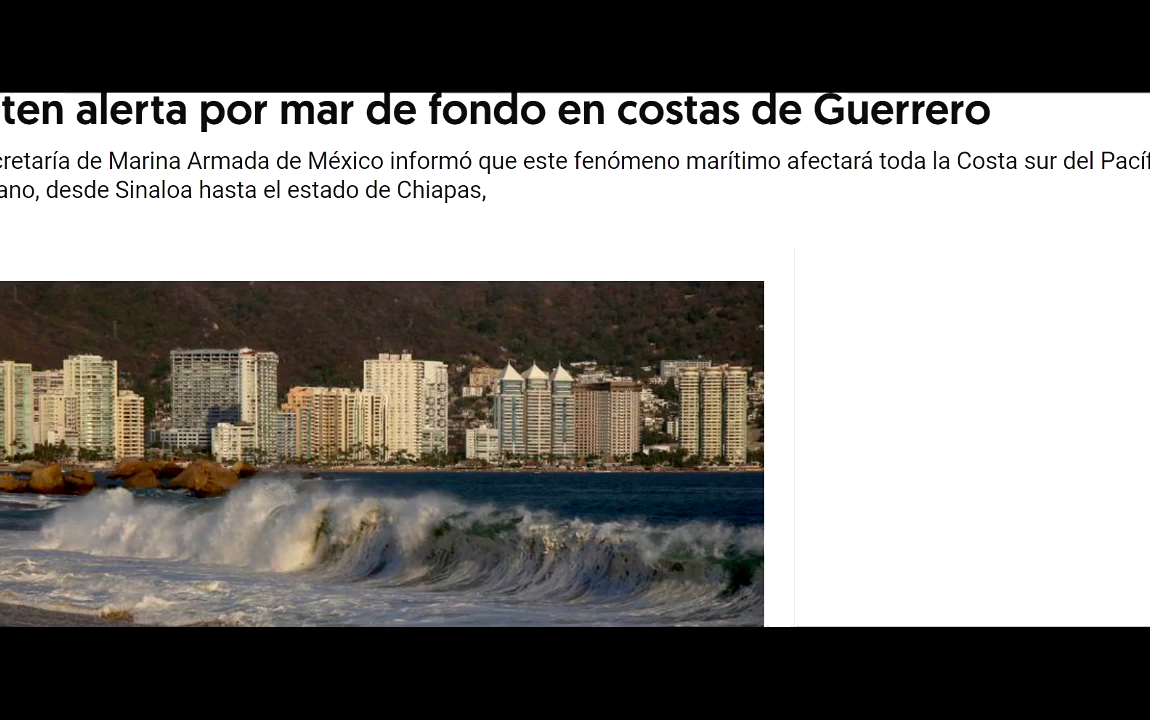 ten alerta por mar de fondo en costas de Guerrero
cretaría de Marina Armada de México informó que este fenómeno marítimo afectará toda la Costa sur del Pacíf
ano, desde Sinaloa hasta el estado de Chiapas,